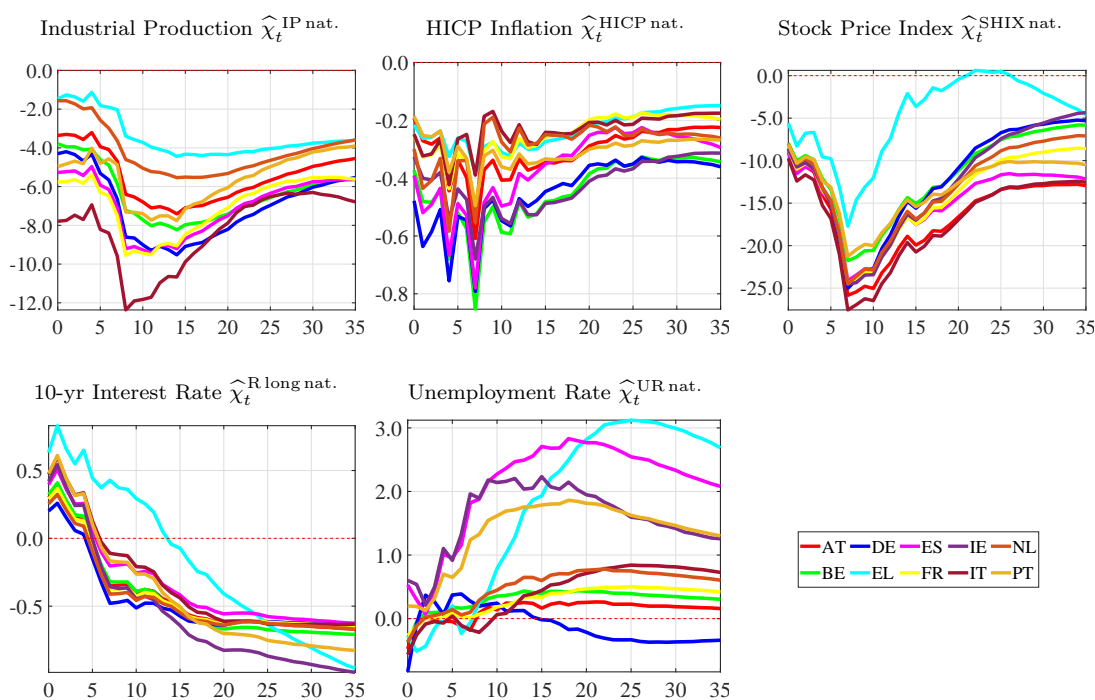 Industrial Production χ̂_t^{IP nat.}
0.0
-2.0
-4.0
-6.0
-8.0
-10.0
-12.0
0 5 10 15 20 25 30 35
HICP Inflation χ̂_t^{HICP nat.}
0.0
-0.2
-0.4
-0.6
-0.8
0 5 10 15 20 25 30 35
Stock Price Index χ̂_t^{SHIX nat.}
0.0
-5.0
-10.0
-15.0
-20.0
-25.0
0 5 10 15 20 25 30 35
10-yr Interest Rate χ̂_t^{R long nat.}
0.5
0.0
-0.5
0 5 10 15 20 25 30 35
Unemployment Rate χ̂_t^{UR nat.}
3.0
2.0
1.0
0.0
0 5 10 15 20 25 30 35
AT DE ES IE NL
BE EL FR IT PT